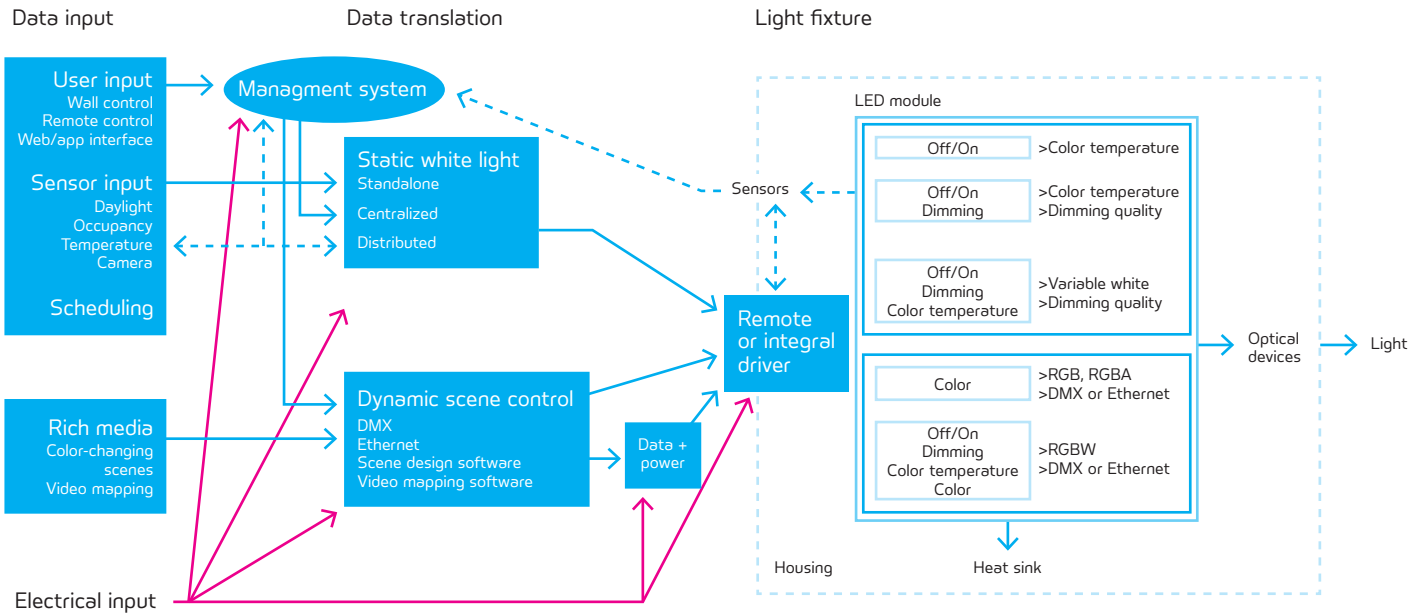 Data input
Data translation
Light fixture
User input
Wall control
Remote control
Web/app interface
Sensor input
Daylight
Occupancy
Temperature
Camera
Scheduling
Rich media
Color-changing
scenes
Video mapping
Electrical input
Managment system
Static white light
Standalone
Centralized
Distributed
Dynamic scene control
DMX
Ethernet
Scene design software
Video mapping software
Data +
power
Sensors
Remote
or integral
driver
LED module
Off/On
>Color temperature
Off/On
Dimming
>Color temperature
>Dimming quality
Off/On
Dimming
Color temperature
>Variable white
>Dimming quality
Color
>RGB, RGBA
>DMX or Ethernet
Off/On
Dimming
Color temperature
Color
>RGBW
>DMX or Ethernet
Housing
Heat sink
Optical
devices
Light